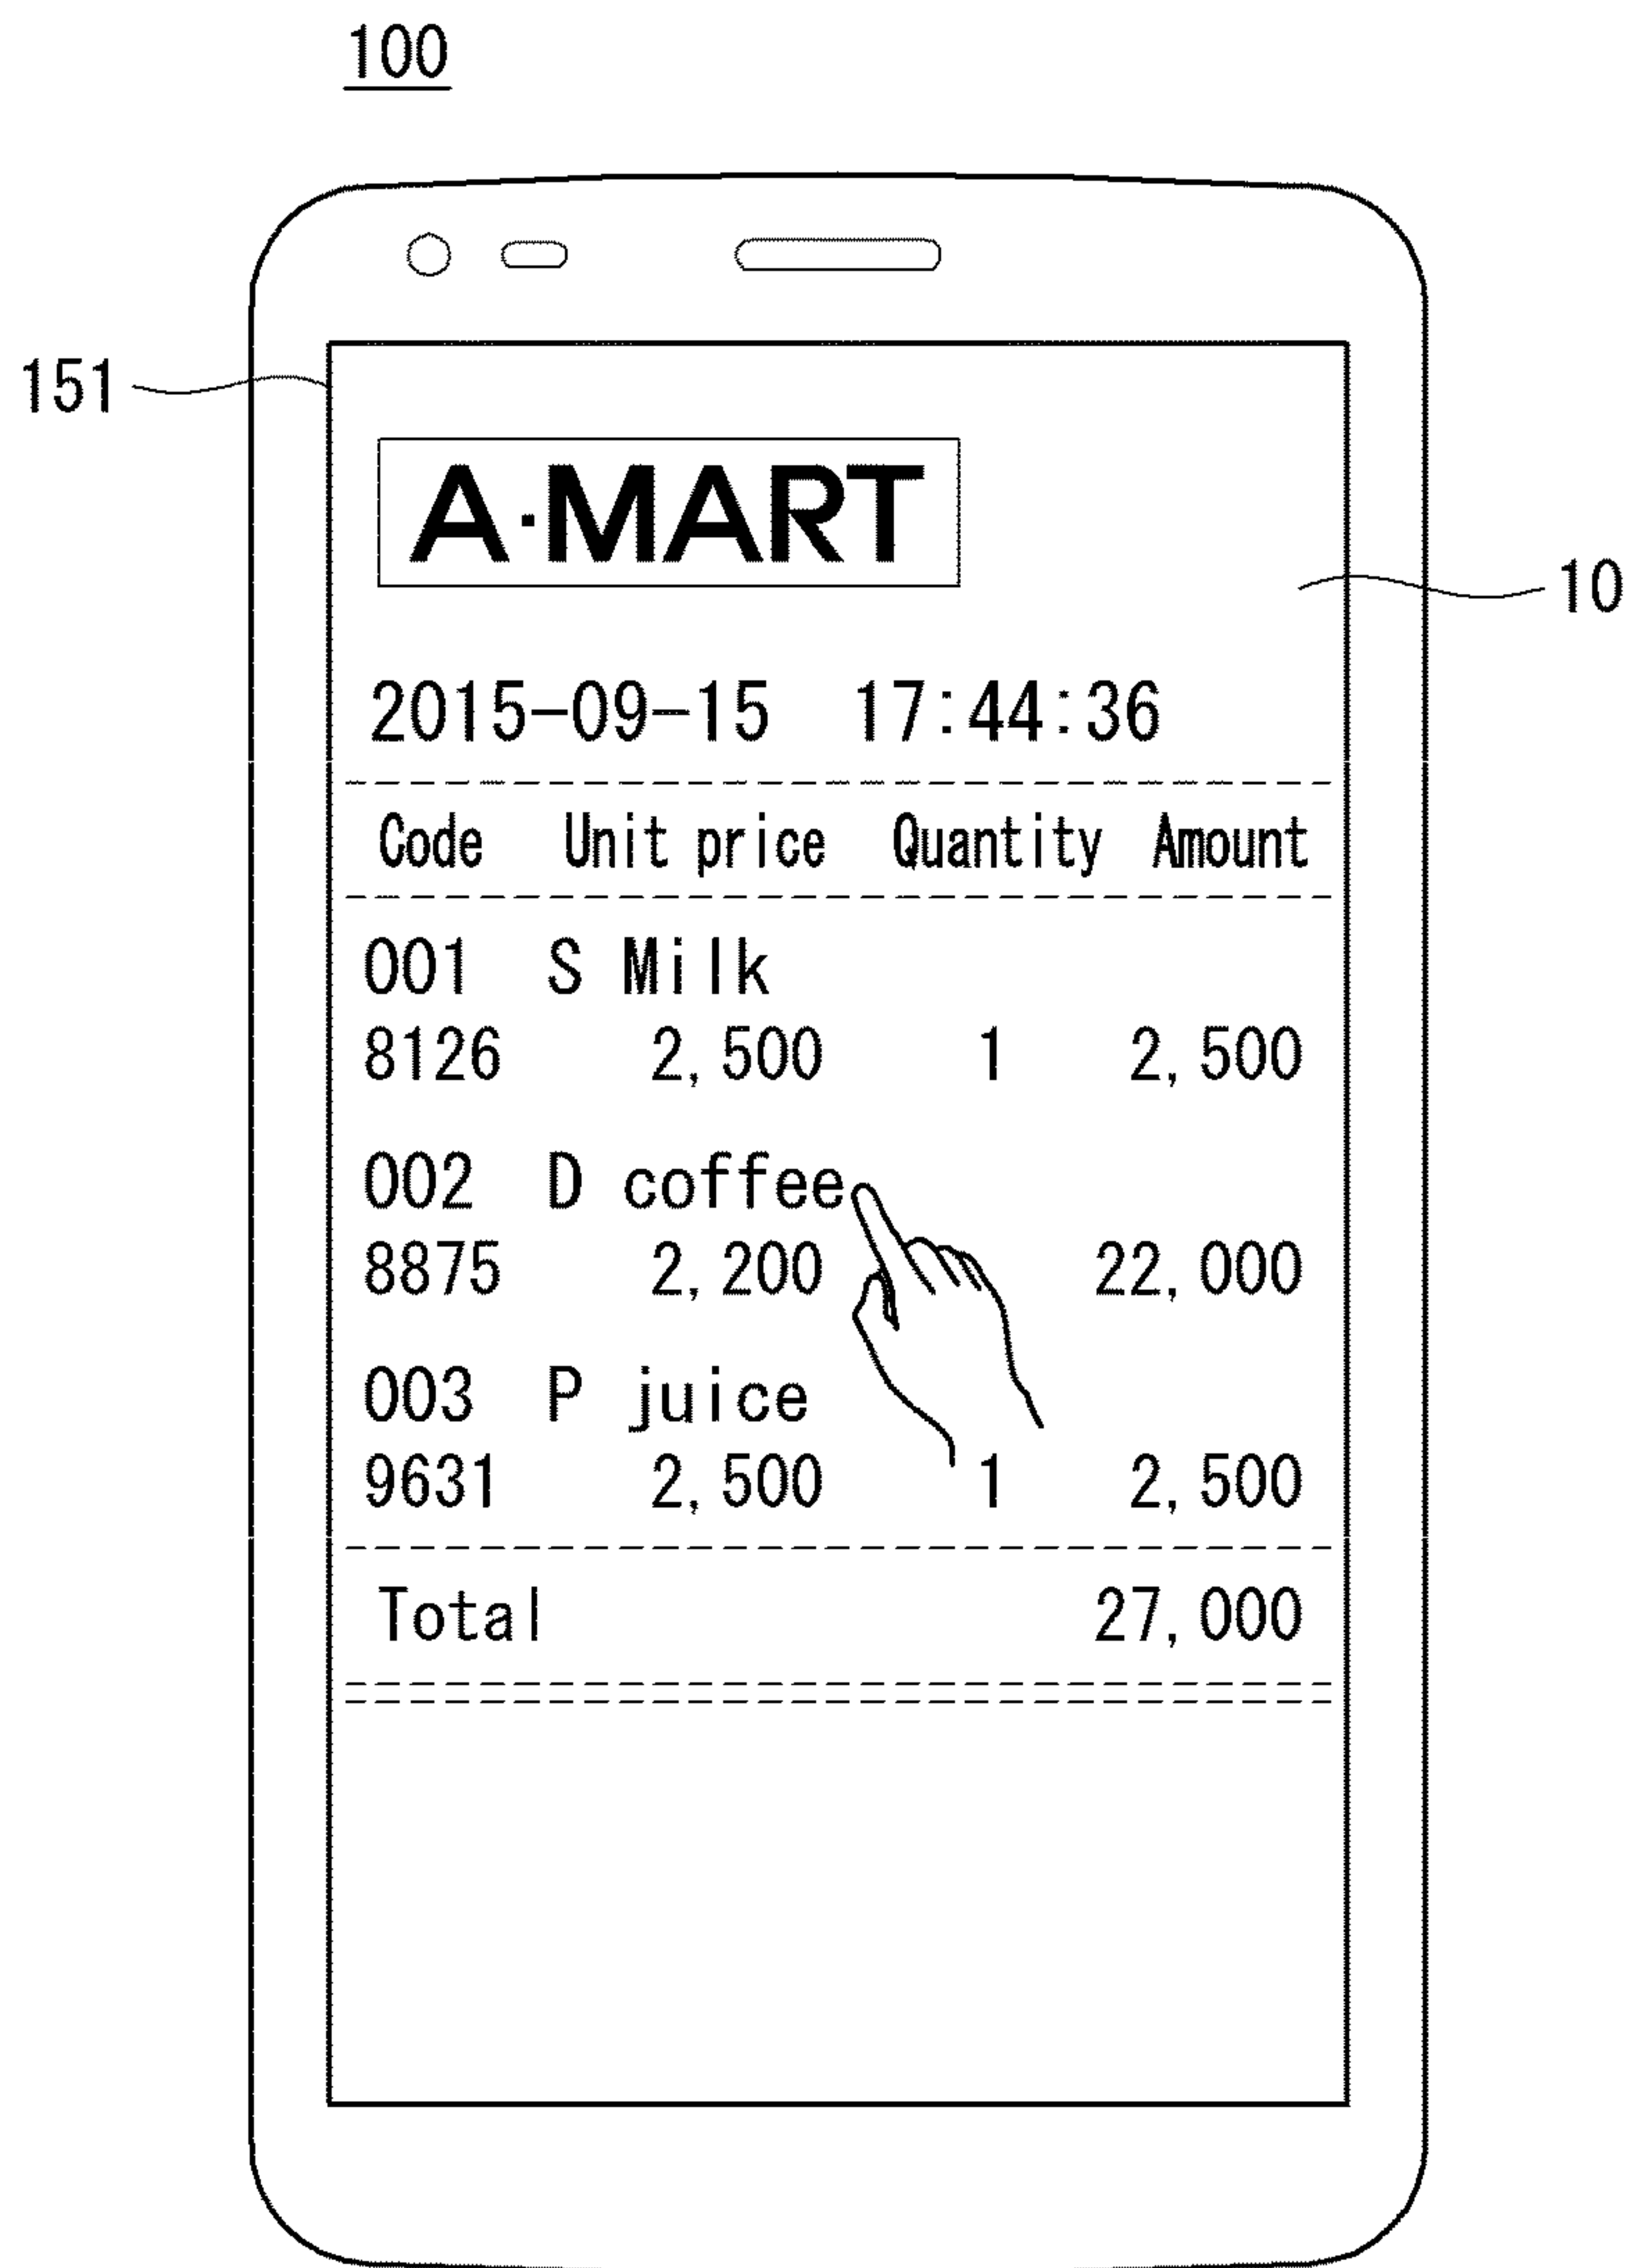 100
151
A·MART
10
2015-09-15 17:44:36
Code Unit price Quantity Amount
001 S Milk
8126 2,500 1 2,500
002 D coffee
8875 2,200 22,000
003 P juice
9631 2,500 1 2,500
Total 27,000